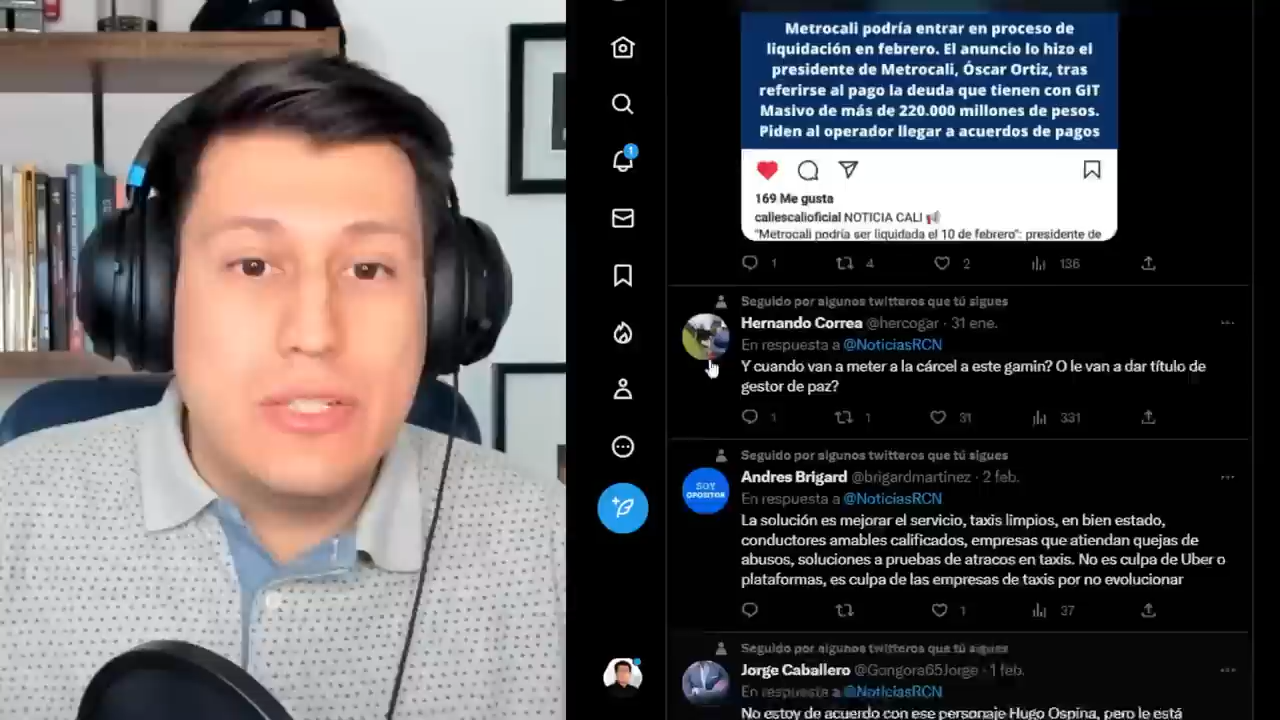 Metrocali podría entrar en proceso de
liquidación en febrero. El anuncio lo hizo el
presidente de Metrocali, Óscar Ortiz, tras
referirse al pago la deuda que tienen con GIT
Masivo de más de 220.000 millones de pesos.
Piden al operador llegar a acuerdos de pagos
169 Me gusta
callescalioficial NOTICIA CALI
"Metrocali podría ser liquidada el 10 de febrero": presidente de
1 4 2 136
1
Seguido por algunos twitteros que tú sigues
Hernando Correa @hercogar · 31 ene.
En respuesta a @NoticiasRCN
Y cuando van a meter a la cárcel a este gamin? O le van a dar título de
gestor de paz?
1 1 31 331
Seguido por algunos twitteros que tú sigues
SOY
OPOSITOR
Andres Brigard @brigardmartinez · 2 feb.
En respuesta a @NoticiasRCN
La solución es mejorar el servicio, taxis limpios, en bien estado,
conductores amables calificados, empresas que atiendan quejas de
abusos, soluciones a pruebas de atracos en taxis. No es culpa de Uber o
plataformas, es culpa de las empresas de taxis por no evolucionar
1 37
Seguido por algunos twitteros que tú sigues
Jorge Caballero @Gongora65Jorge · 1 feb.
En respuesta a @NoticiasRCN
No estoy de acuerdo con ese personaje Hugo Ospina, pero le está